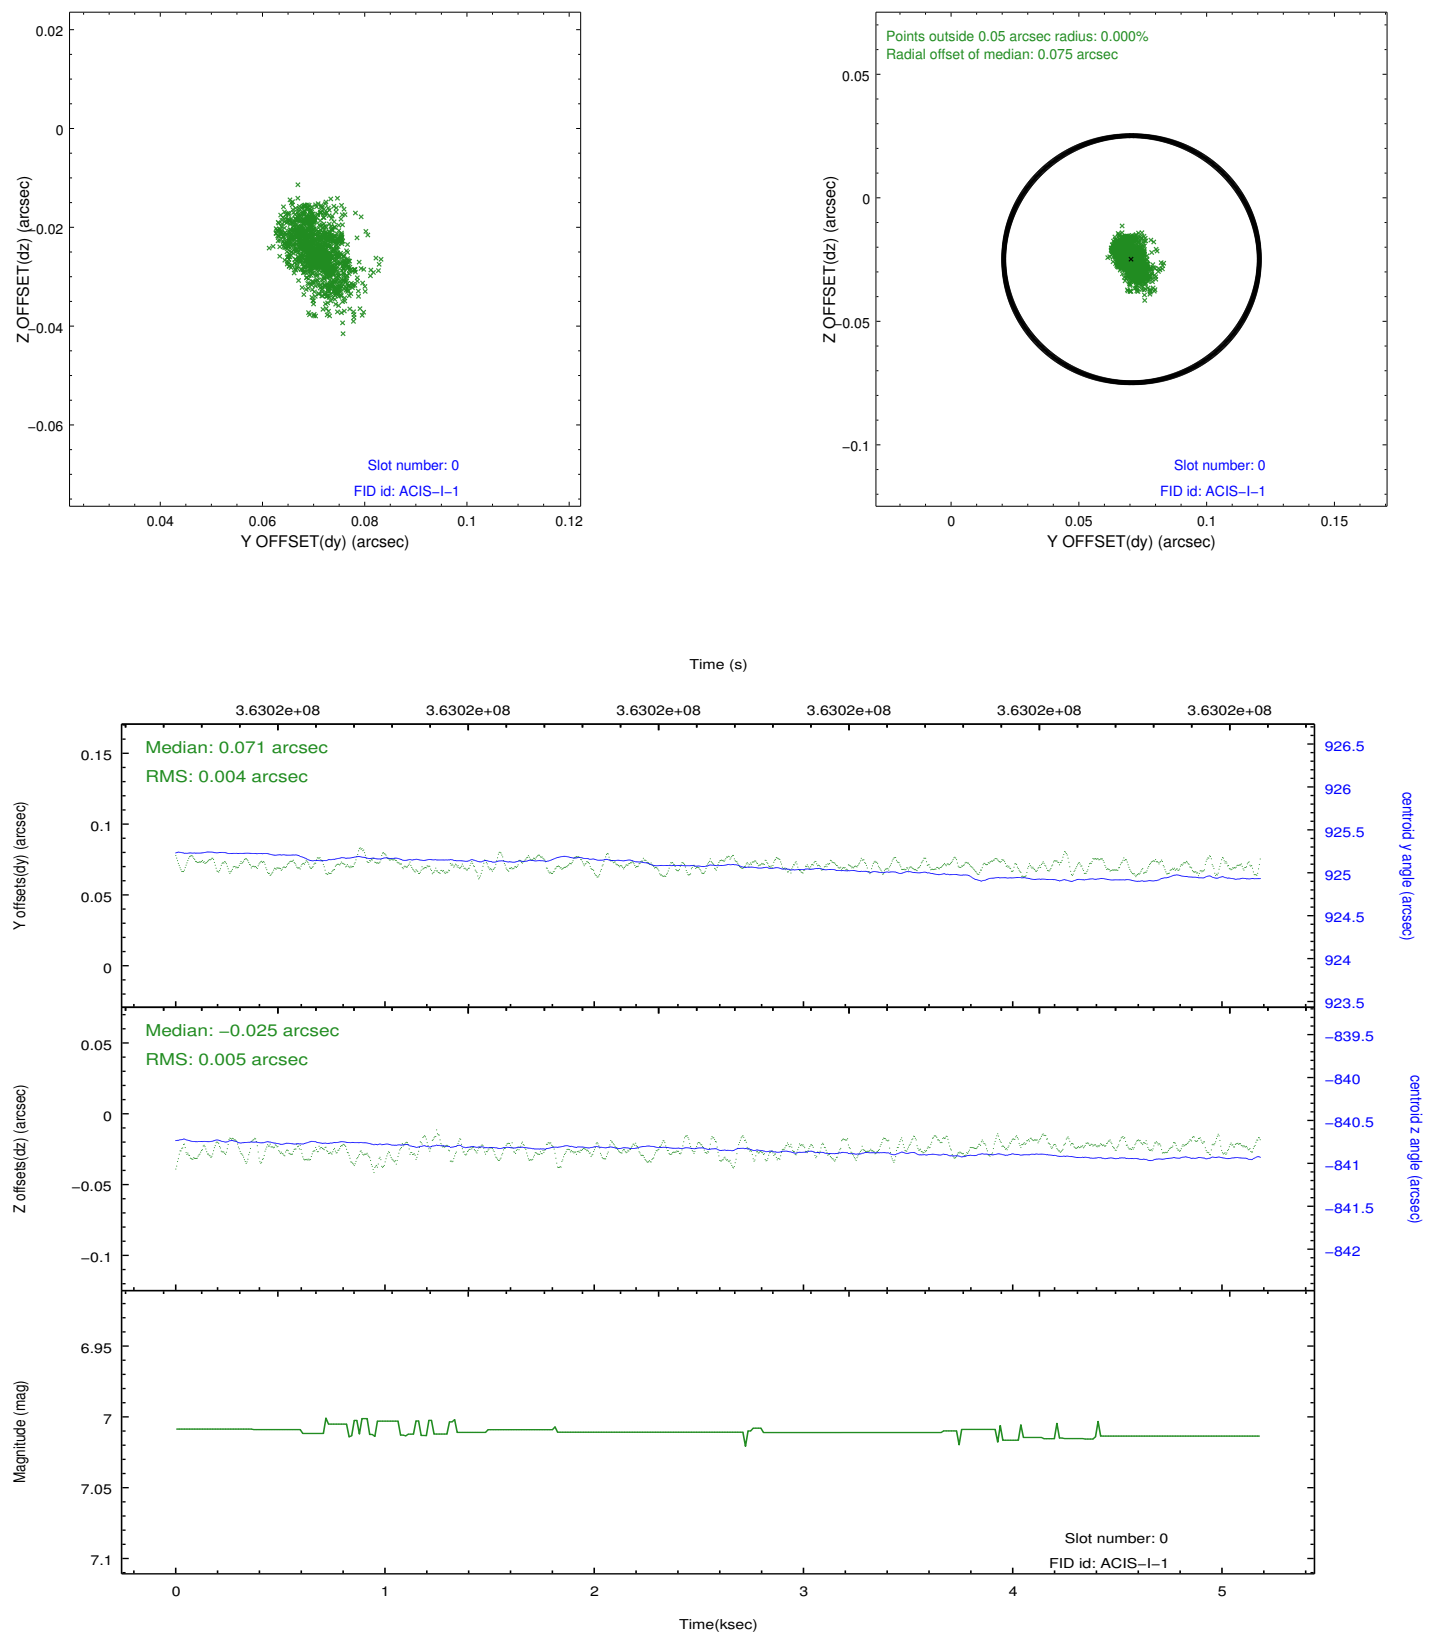 0.02
0
−0.02
−0.04
−0.06
Z OFFSET(dz) (arcsec)
Slot number: 0
FID id: ACIS−I−1
0.04
0.06
0.08
0.1
0.12
Y OFFSET(dy) (arcsec)
Points outside 0.05 arcsec radius: 0.000%
Radial offset of median: 0.075 arcsec
0.05
0
−0.05
−0.1
Z OFFSET(dz) (arcsec)
Slot number: 0
FID id: ACIS−I−1
0
0.05
0.1
0.15
Y OFFSET(dy) (arcsec)
Time (s)
3.6302e+08
3.6302e+08
3.6302e+08
3.6302e+08
3.6302e+08
3.6302e+08
Median: 0.071 arcsec
RMS: 0.004 arcsec
0.15
0.1
0.05
0
Y offsets(dy) (arcsec)
926.5
926
925.5
925
924.5
924
923.5
centroid y angle (arcsec)
Median: −0.025 arcsec
RMS: 0.005 arcsec
0.05
0
−0.05
−0.1
Z offsets(dz) (arcsec)
−839.5
−840
−840.5
−841
−841.5
−842
centroid z angle (arcsec)
6.95
7
7.05
7.1
Magnitude (mag)
Slot number: 0
FID id: ACIS−I−1
0
1
2
3
4
5
Time(ksec)